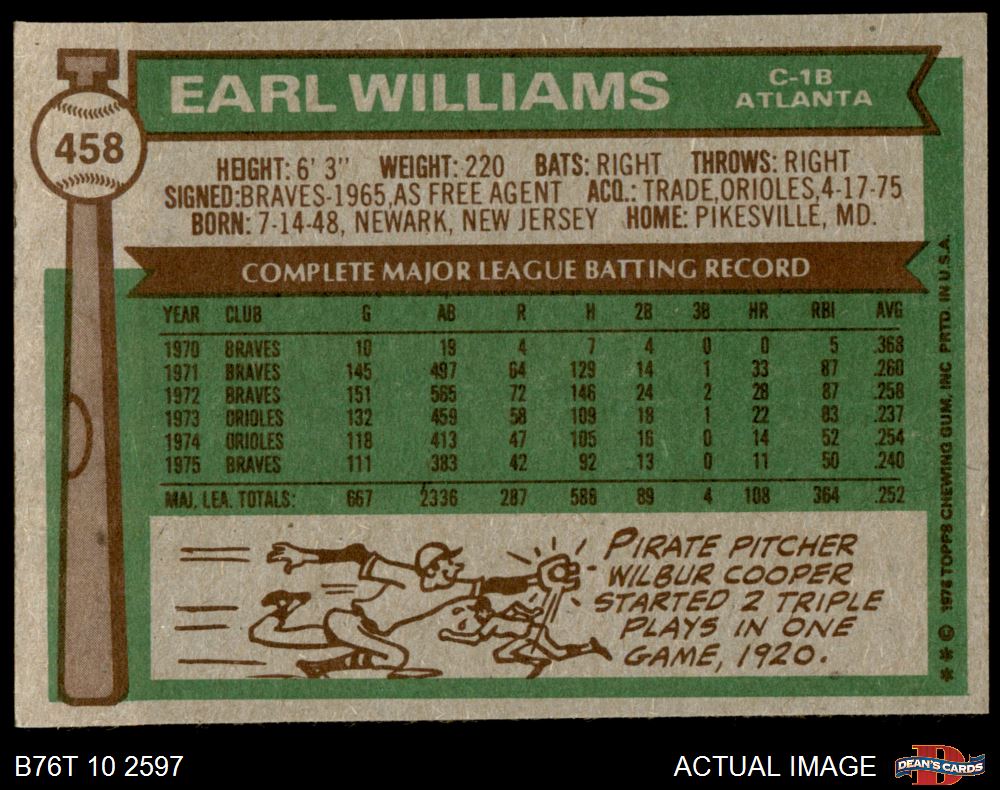 458
EARL WILLIAMS
C-1B
ATLANTA
HEIGHT: 6' 3" WEIGHT: 220 BATS: RIGHT THROWS: RIGHT
SIGNED:BRAVES-1965,AS FREE AGENT ACQ.: TRADE,ORIOLES,4-17-75
BORN: 7-14-48, NEWARK, NEW JERSEY HOME: PIKESVILLE, MD.
COMPLETE MAJOR LEAGUE BATTING RECORD
YEAR CLUB G AB R H 2B 3B HR RBI AVG
1970 BRAVES 10 19 4 7 4 0 0 5 .368
1971 BRAVES 145 497 64 129 14 1 33 87 .260
1972 BRAVES 151 565 72 146 24 2 28 87 .258
1973 ORIOLES 132 459 58 109 18 1 22 83 .237
1974 ORIOLES 118 413 47 105 16 0 14 52 .254
1975 BRAVES 111 383 42 92 13 0 11 50 .240
MAJ. LEA. TOTALS: 667 2336 287 588 89 4 108 364 .252
PIRATE PITCHER
WILBUR COOPER
STARTED 2 TRIPLE
PLAYS IN ONE
GAME, 1920.
** © 1976 TOPPS CHEWING GUM, INC PRTD. IN U.S.A.
B76T 10 2597
ACTUAL IMAGE
DEAN'S CARDS